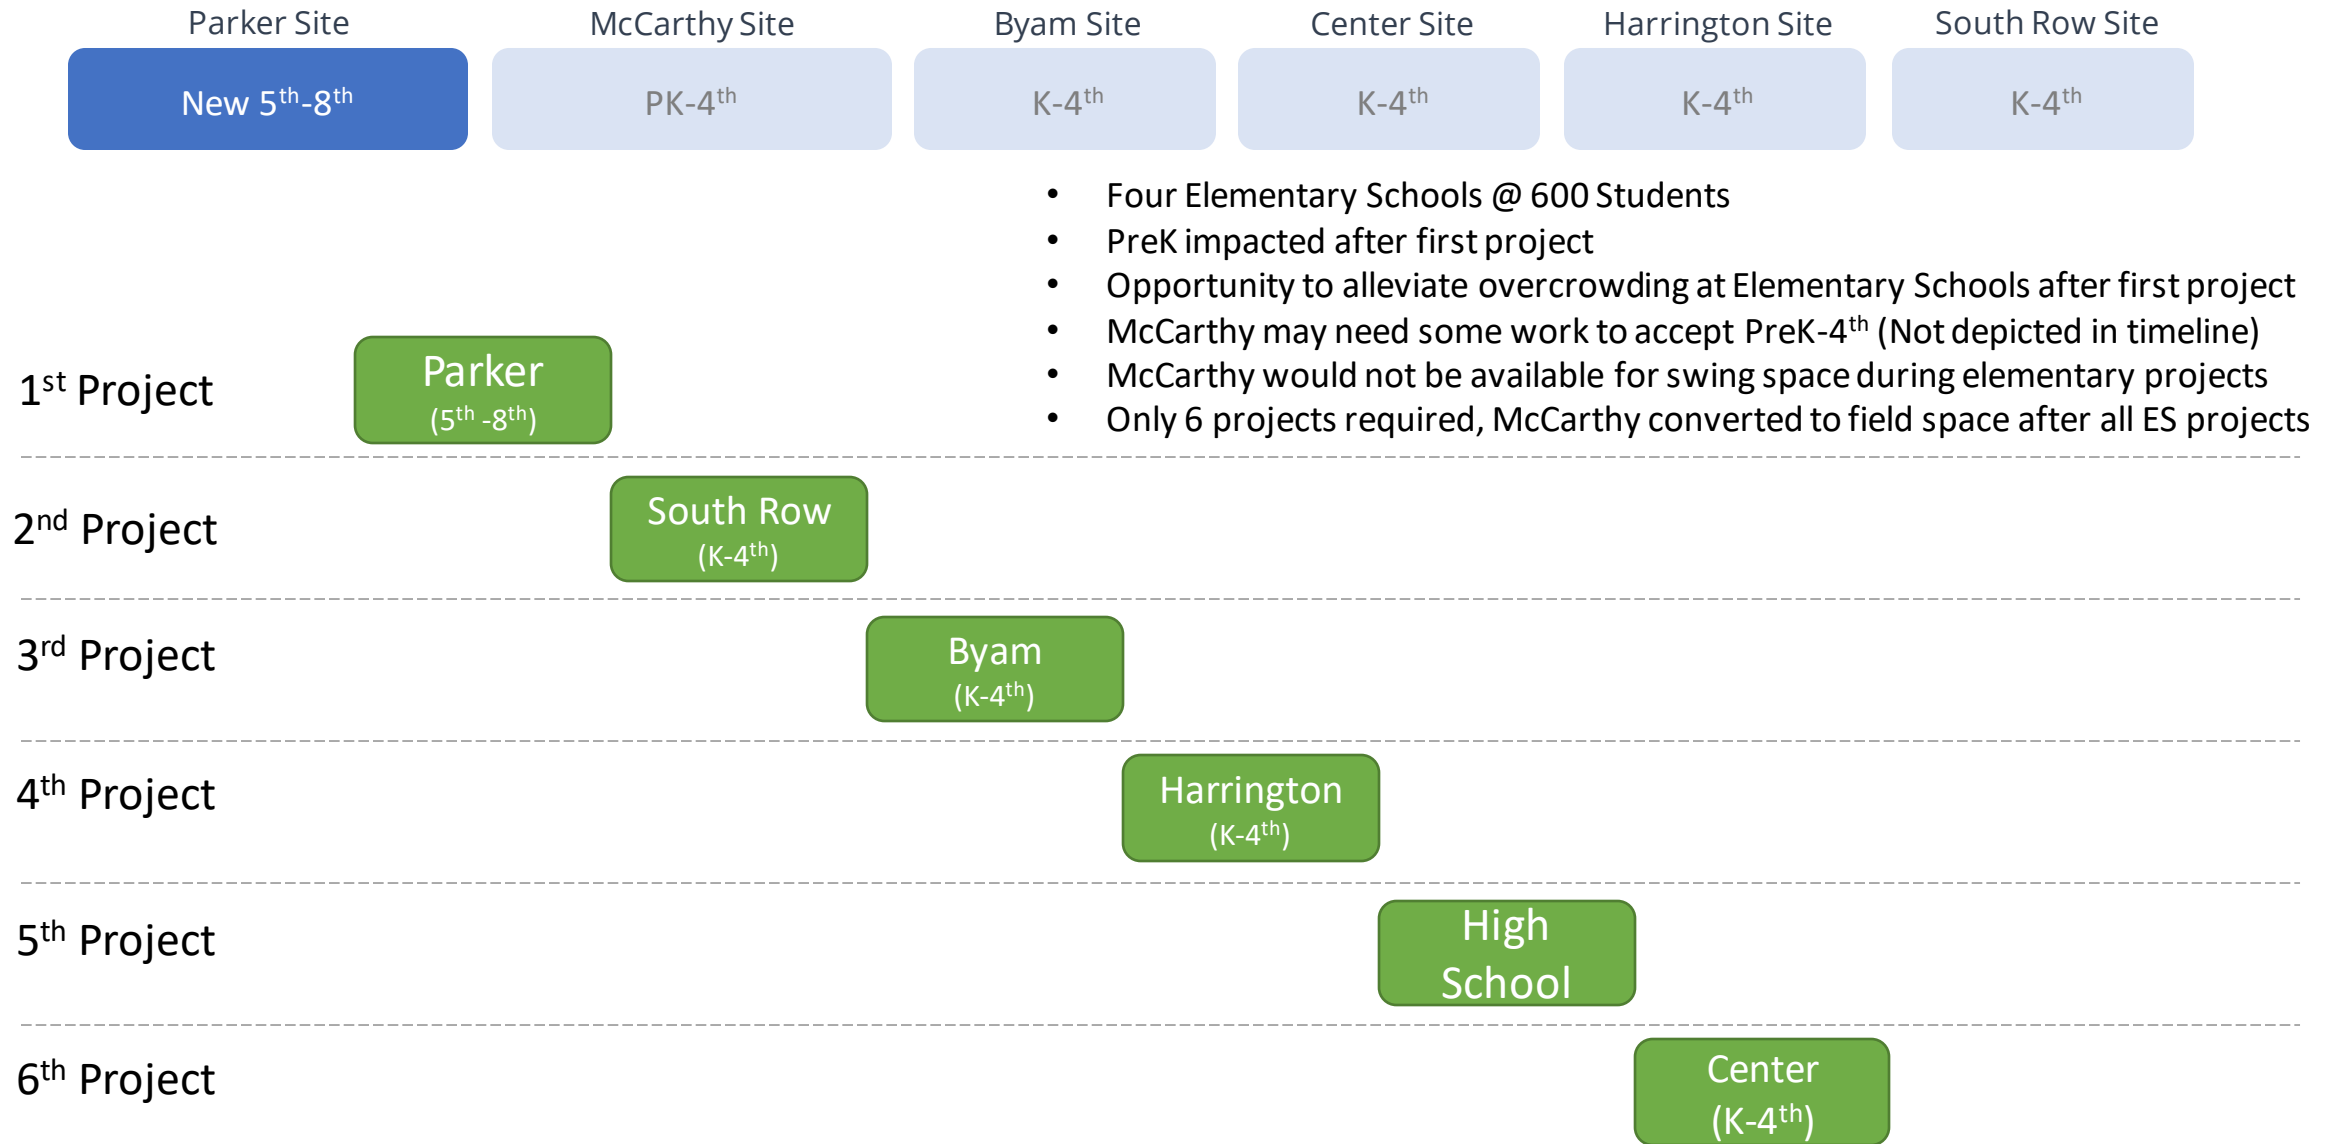 Parker Site
McCarthy Site
Byam Site
Center Site
Harrington Site
South Row Site
New 5th-8th
PK-4th
K-4th
K-4th
K-4th
K-4th
• Four Elementary Schools @ 600 Students
• PreK impacted after first project
• Opportunity to alleviate overcrowding at Elementary Schools after first project
• McCarthy may need some work to accept PreK-4th (Not depicted in timeline)
• McCarthy would not be available for swing space during elementary projects
• Only 6 projects required, McCarthy converted to field space after all ES projects
1st Project
Parker
(5th -8th)
2nd Project
South Row
(K-4th)
3rd Project
Byam
(K-4th)
4th Project
Harrington
(K-4th)
5th Project
High
School
6th Project
Center
(K-4th)